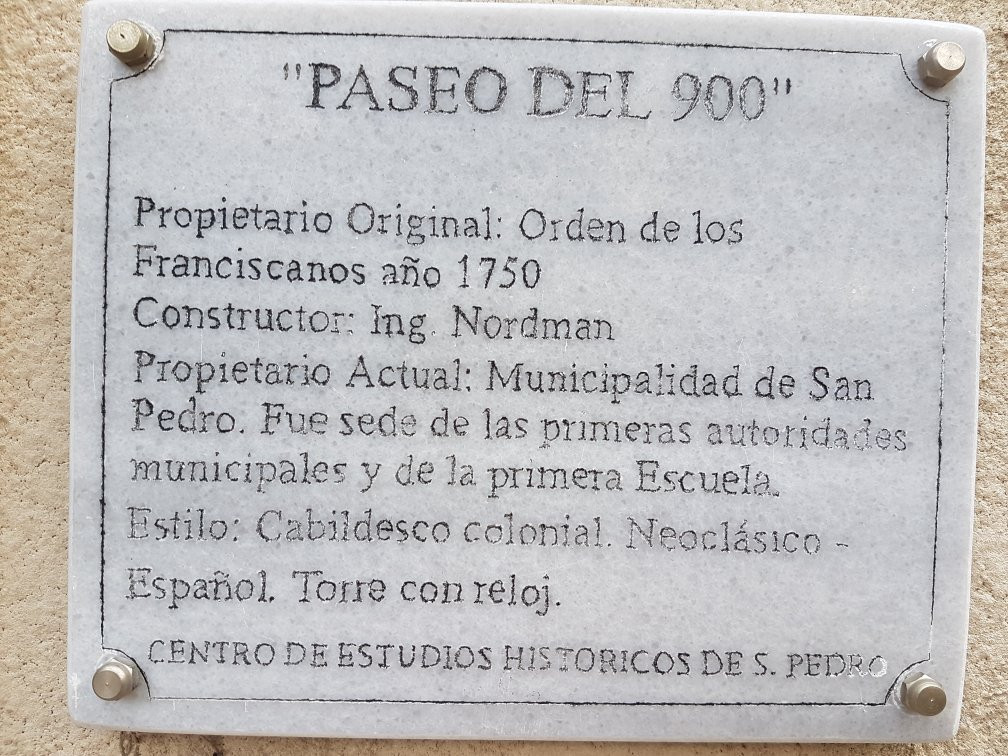 "PASEO DEL 900"
Propietario Original: Orden de los
Franciscanos año 1750
Constructor: Ing. Nordman
Propietario Actual: Municipalidad de San
Pedro. Fue sede de las primeras autoridades
municipales y de la primera Escuela.
Estilo: Cabildesco colonial. Neoclásico -
Español. Torre con reloj.
CENTRO DE ESTUDIOS HISTORICOS DE S. PEDRO